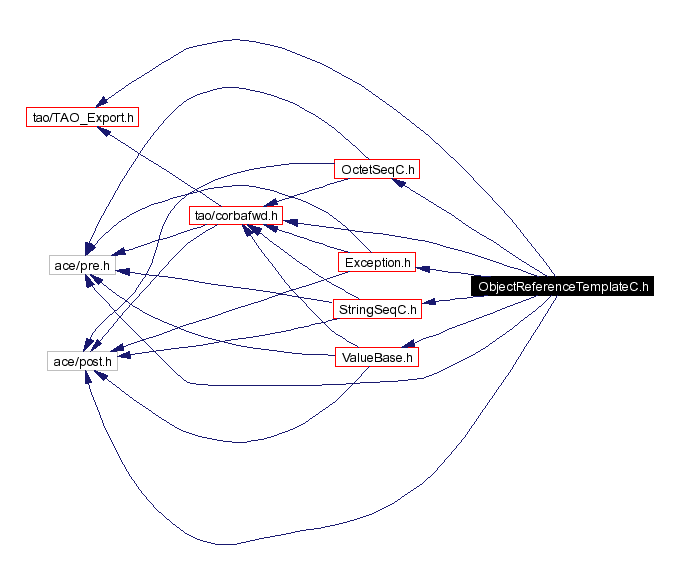 tao/TAO_Export.h
OctetSeqC.h
tao/corbafwd.h
ace/pre.h
Exception.h
ObjectReferenceTemplateC.h
StringSeqC.h
ace/post.h
ValueBase.h